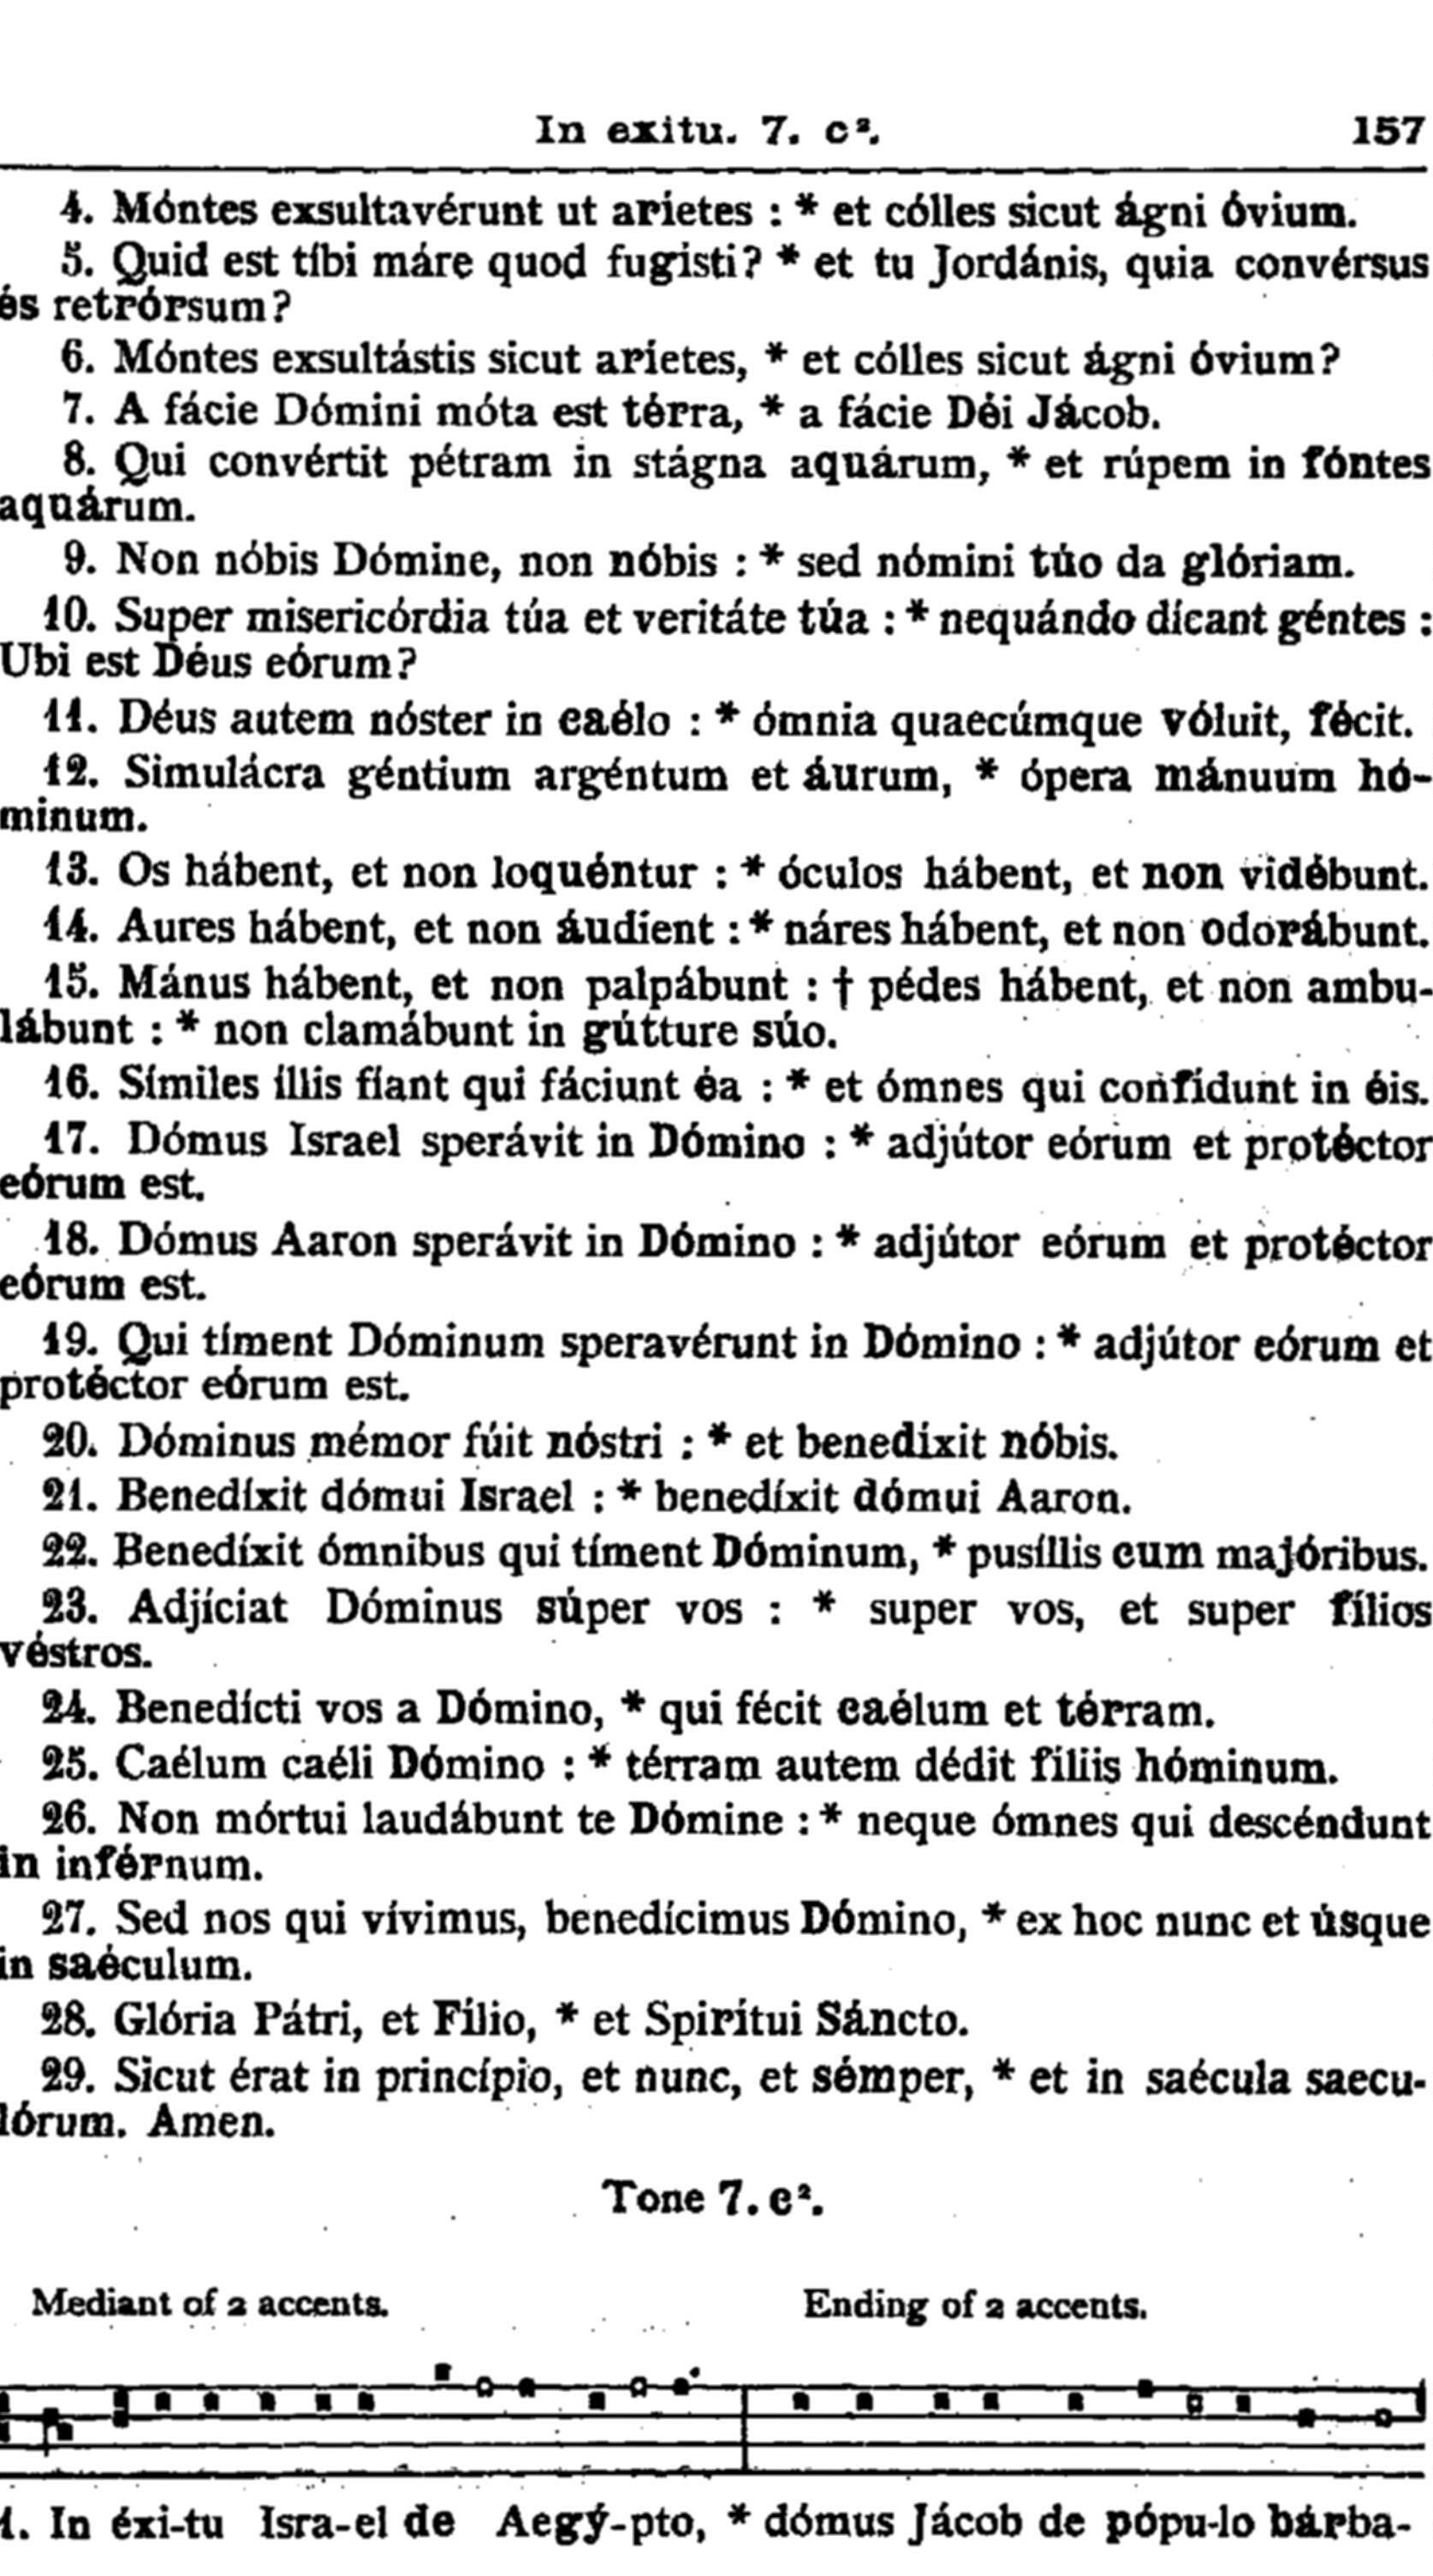 In exitu. 7. c². 157
4. Móntes exsultavérunt ut aríetes : * et cólles sicut ágni óvium.
5. Quid est tíbi máre quod fugísti? * et tu Jordánis, quia convérsus
és retrórsum?
6. Móntes exsultástis sicut aríetes, * et cólles sicut ágni óvium?
7. A fácie Dómini móta est térra, * a fácie Déi Jácob.
8. Qui convértit pétram in stágna aquárum, * et rúpem in fóntes
aquárum.
9. Non nóbis Dómine, non nóbis : * sed nómini túo da glóriam.
10. Super misericórdia túa et veritáte túa : * nequándo dícant géntes :
Ubi est Déus eórum?
11. Déus autem nóster in caélo : * ómnia quaecúmque vóluit, fécit.
12. Simulácra géntium argéntum et áurum, * ópera mánuum hó-
minum.
13. Os hábent, et non loquéntur : * óculos hábent, et non vidébunt.
14. Aures hábent, et non áudient : * náres hábent, et non odorábunt.
15. Mánus hábent, et non palpábunt : † pédes hábent, et non ambu-
lábunt : * non clamábunt in gútture súo.
16. Símiles íllis fíant qui fáciunt éa : * et ómnes qui confídunt in éis.
17. Dómus Israel sperávit in Dómino : * adjútor eórum et protéctor
eórum est.
18. Dómus Aaron sperávit in Dómino : * adjútor eórum et protéctor
eórum est.
19. Qui tíment Dóminum speravérunt in Dómino : * adjútor eórum et
protéctor eórum est.
20. Dóminus mémor fúit nóstri : * et benedíxit nóbis.
21. Benedíxit dómui Israel : * benedíxit dómui Aaron.
22. Benedíxit ómnibus qui tíment Dóminum, * pusíllis cum majóribus.
23. Adjíciat Dóminus súper vos : * super vos, et super fílios
véstros.
24. Benedícti vos a Dómino, * qui fécit caélum et térram.
25. Caélum caéli Dómino : * térram autem dédit fíliis hóminum.
26. Non mórtui laudábunt te Dómine : * neque ómnes qui descéndunt
in inférnum.
27. Sed nos qui vívimus, benedícimus Dómino, * ex hoc nunc et úsque
in saéculum.
28. Glória Pátri, et Fílio, * et Spirítui Sáncto.
29. Sicut érat in princípio, et nunc, et sémper, * et in saécula saecu-
lórum. Amen.
Tone 7. c².
Mediant of 2 accents. Ending of 2 accents.
1. In éxi-tu Isra-el de Aegý-pto, * dómus Jácob de pópu-lo bárba-